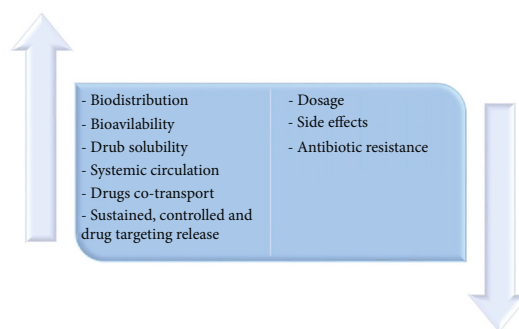 - Biodistribution
- Bioavilability
- Drub solubility
- Systemic circulation
- Drugs co-transport
- Sustained, controlled and
drug targeting release
- Dosage
- Side effects
- Antibiotic resistance